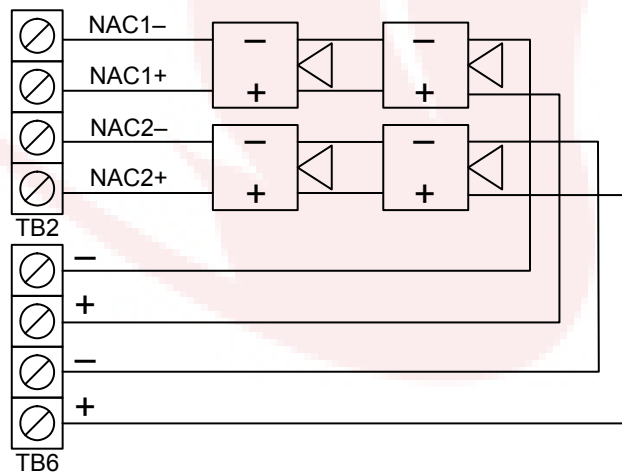 NAC1–
– –
NAC1+
+ +
NAC2–
– –
NAC2+
+ +
TB2
–
+
–
+
TB6